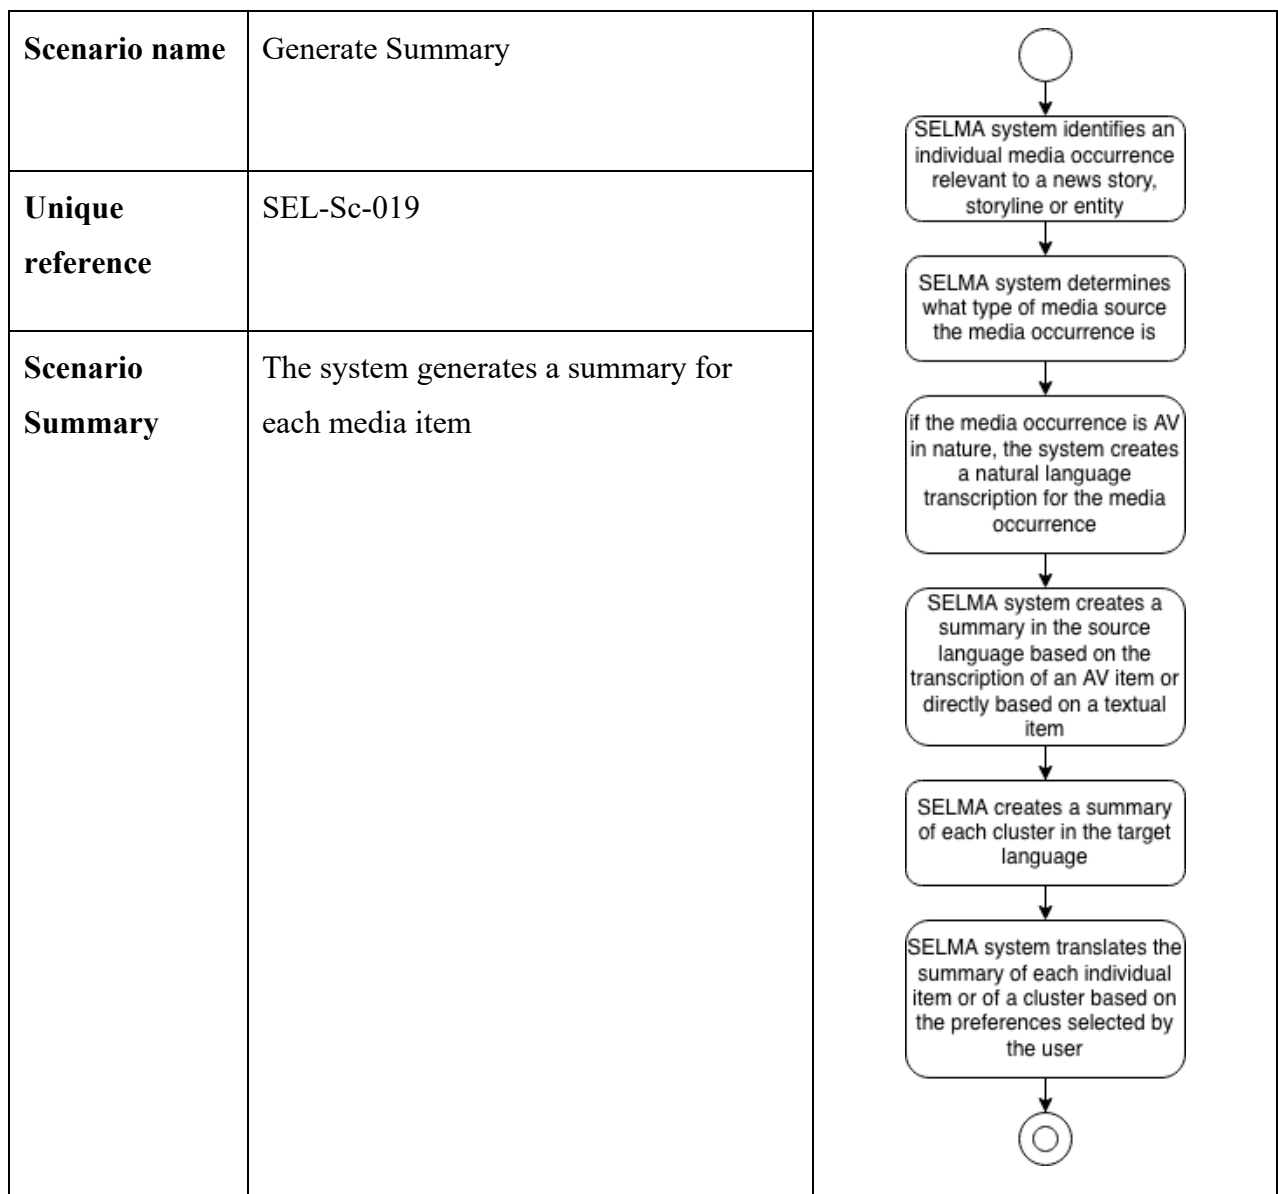 Scenario name
Generate Summary
Unique
reference
SEL-Sc-019
Scenario
Summary
The system generates a summary for
each media item
SELMA system identifies an
individual media occurrence
relevant to a news story,
storyline or entity
SELMA system determines
what type of media source
the media occurrence is
if the media occurrence is AV
in nature, the system creates
a natural language
transcription for the media
occurrence
SELMA system creates a
summary in the source
language based on the
transcription of an AV item or
directly based on a textual
item
SELMA creates a summary
of each cluster in the target
language
SELMA system translates the
summary of each individual
item or of a cluster based on
the preferences selected by
the user